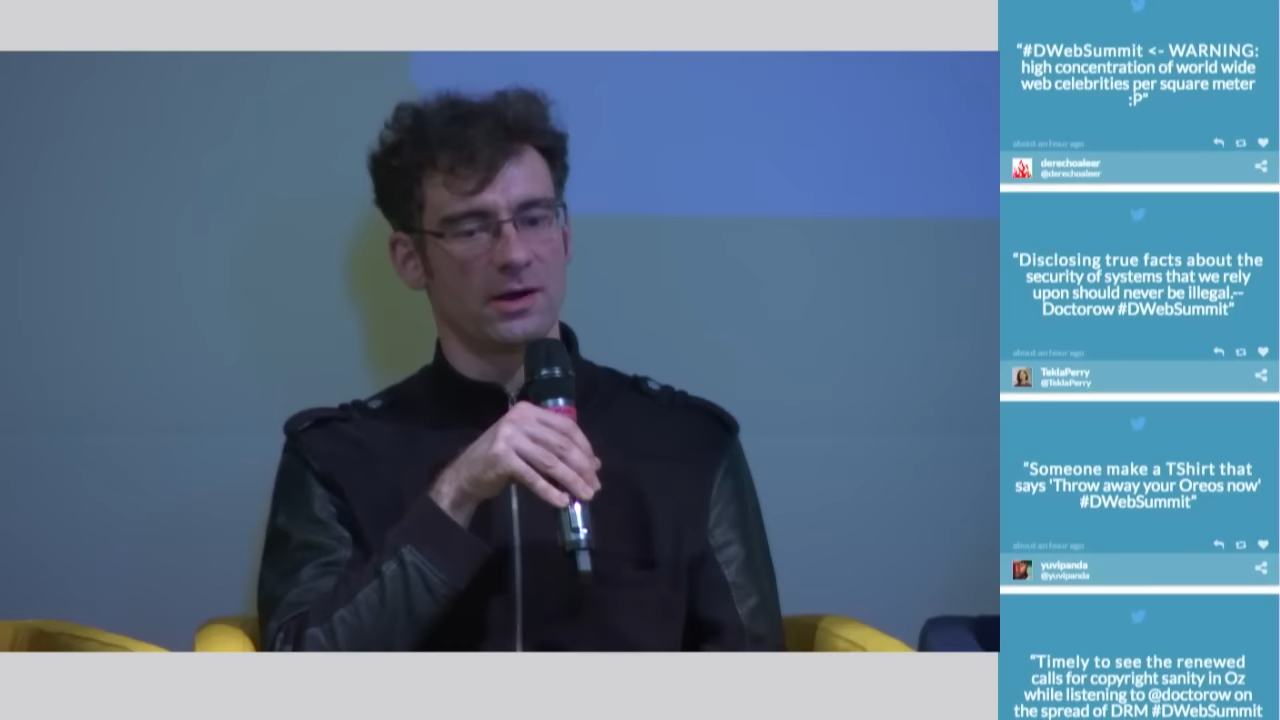 "#DWebSummit <- WARNING:
high concentration of world wide
web celebrities per square meter
:P"
about an hour ago
derechoaleer
@derechoaleer
"Disclosing true facts about the
security of systems that we rely
upon should never be illegal.--
Doctorow #DWebSummit"
about an hour ago
TeklaPerry
@TeklaPerry
"Someone make a TShirt that
says 'Throw away your Oreos now'
#DWebSummit"
about an hour ago
yuvipanda
@yuvipanda
"Timely to see the renewed
calls for copyright sanity in Oz
while listening to @doctorow on
the spread of DRM #DWebSummit